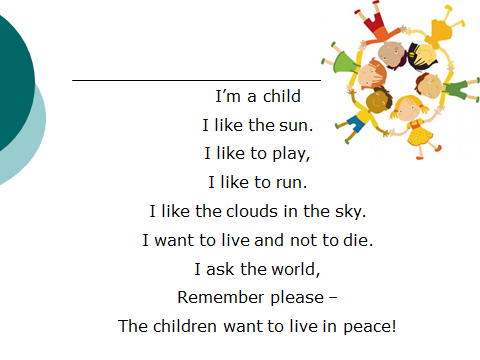 I'm a child
I like the sun.
I like to play,
I like to run.
I like the clouds in the sky.
I want to live and not to die.
I ask the world,
Remember please –
The children want to live in peace!